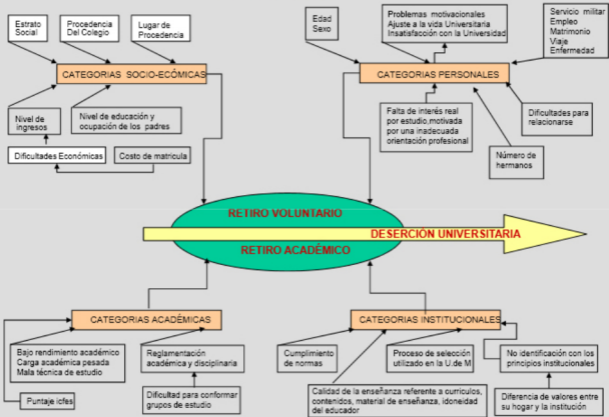 Estrato
Social
Procedencia
Del Colegio
Lugar de
Procedencia
CATEGORIAS SOCIO-ECÓMICAS
Nivel de
ingresos
Nivel de educación y
ocupación de los padres
Dificultades Económicas
Costo de matricula
Edad
Sexo
Problemas motivacionales
Ajuste a la vida Universitaria
Insatisfacción con la Universidad
Servicio militar
Empleo
Matrimonio
Viaje
Enfermedad
CATEGORIAS PERSONALES
Falta de interés real
por estudio,motivada
por una inadecuada
orientación profesional
Dificultades para
relacionarse
Número de
hermanos
RETIRO VOLUNTARIO
DESERCIÓN UNIVERSITARIA
RETIRO ACADÉMICO
CATEGORIAS ACADÉMICAS
Bajo rendimiento académico
Carga académica pesada
Mala técnica de estudio
Reglamentación
académica y disciplinaria
Puntaje icfes
Dificultad para conformar
grupos de estudio
CATEGORIAS INSTITUCIONALES
Cumplimiento
de normas
Proceso de selección
utilizado en la U.de M
No identificación con los
principios institucionales
Calidad de la enseñanza referente a currículos,
contenidos, material de enseñanza, idoneidad
del educador
Diferencia de valores entre
su hogar y la institución